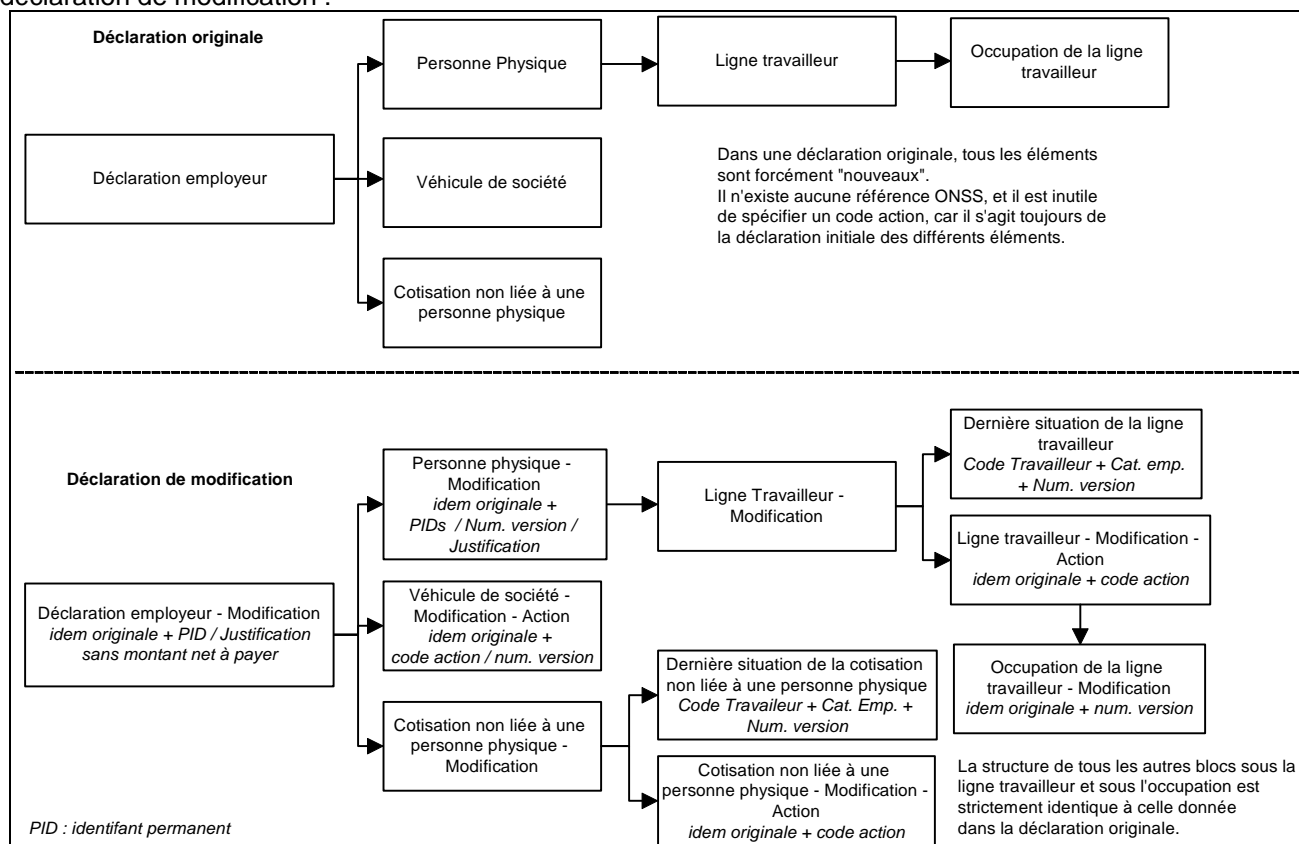 déclaration de modification :
Déclaration originale
Personne Physique
Ligne travailleur
Occupation de la ligne
travailleur
Déclaration employeur
Véhicule de société
Cotisation non liée à une
personne physique
Dans une déclaration originale, tous les éléments
sont forcément "nouveaux".
Il n'existe aucune référence ONSS, et il est inutile
de spécifier un code action, car il s'agit toujours de
la déclaration initiale des différents éléments.
Déclaration de modification
Personne physique -
Modification
idem originale +
PIDs / Num. version /
Justification
Ligne Travailleur -
Modification
Dernière situation de la ligne
travailleur
Code Travailleur + Cat. emp.
+ Num. version
Ligne travailleur - Modification -
Action
idem originale + code action
Déclaration employeur - Modification
idem originale + PID / Justification
sans montant net à payer
Véhicule de société -
Modification - Action
idem originale +
code action / num. version
Dernière situation de la cotisation
non liée à une personne physique
Code Travaileur + Cat. Emp. +
Num. version
Occupation de la ligne
travailleur - Modification
idem originale + num. version
Cotisation non liée à une
personne physique -
Modification
Cotisation non liée à une
personne physique - Modification -
Action
idem originale + code action
La structure de tous les autres blocs sous la
ligne travailleur et sous l'occupation est
strictement identique à celle donnée
dans la déclaration originale.
PID : identifant permanent